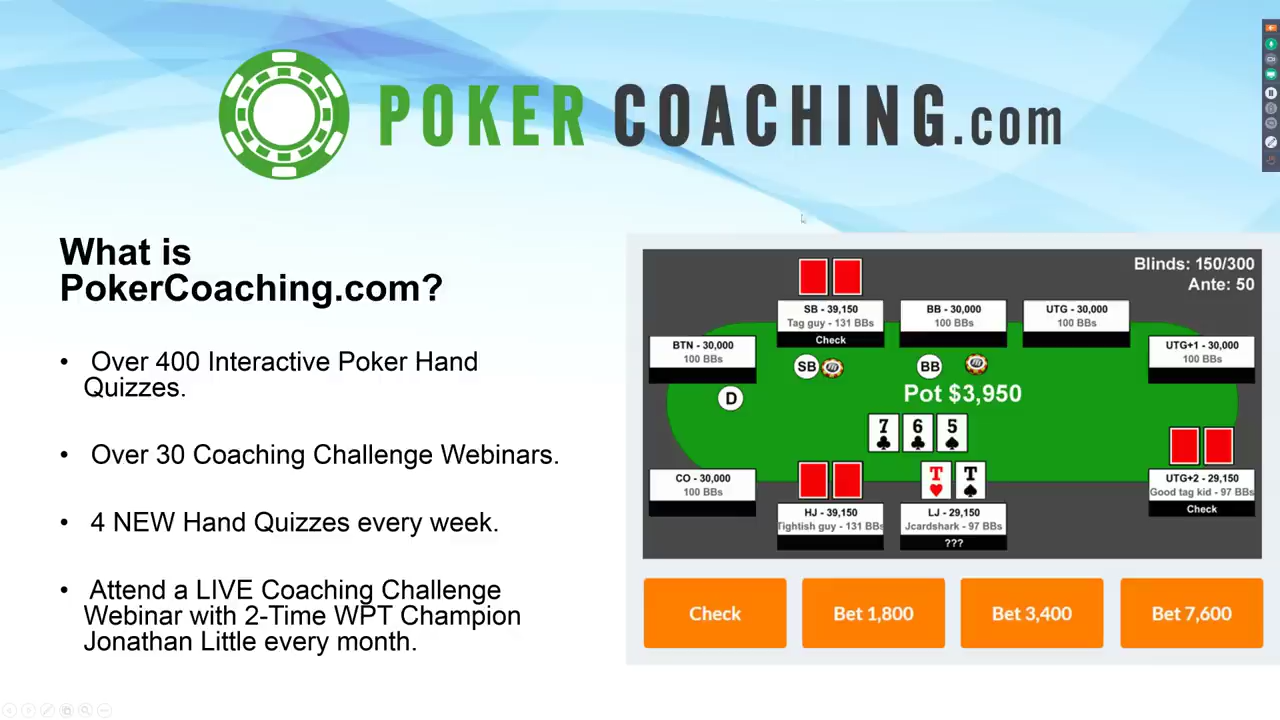 POKER COACHING.com
What is
PokerCoaching.com?
• Over 400 Interactive Poker Hand
Quizzes.
• Over 30 Coaching Challenge Webinars.
• 4 NEW Hand Quizzes every week.
• Attend a LIVE Coaching Challenge
Webinar with 2-Time WPT Champion
Jonathan Little every month.
Blinds: 150/300
Ante: 50
SB - 39,150
Tag guy - 131 BBs
Check
BB - 30,000
100 BBs
UTG - 30,000
100 BBs
BTN - 30,000
100 BBs
UTG+1 - 30,000
100 BBs
SB
BB
D
Pot $3,950
7 6 5
T T
CO - 30,000
100 BBs
HJ - 39,150
Tightish guy - 131 BBs
LJ - 29,150
Jcardshark - 97 BBs
???
UTG+2 - 29,150
Good tag kid - 97 BBs
Check
Check
Bet 1,800
Bet 3,400
Bet 7,600